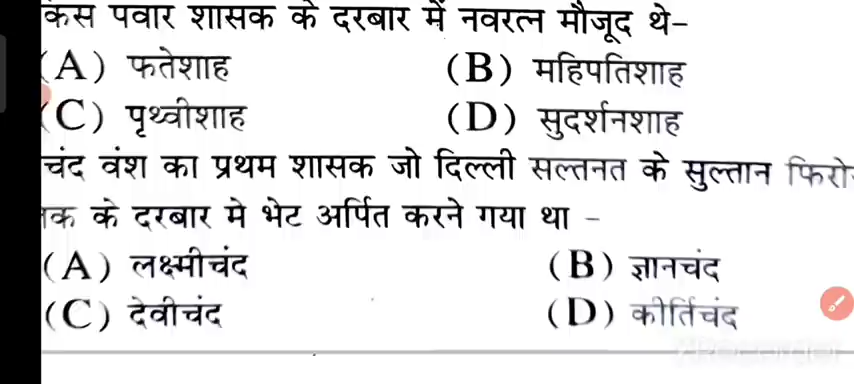 किस पवार शासक के दरबार में नवरत्न मौजूद थे-
(A) फतेशाह (B) महिपतिशाह
(C) पृथ्वीशाह (D) सुदर्शनशाह
चंद वंश का प्रथम शासक जो दिल्ली सल्तनत के सुल्तान
के दरबार मे भेट अर्पित करने गया था -
(A) लक्ष्मीचंद (B) ज्ञानचंद
(C) देवीचंद (D) कीर्तिचंद